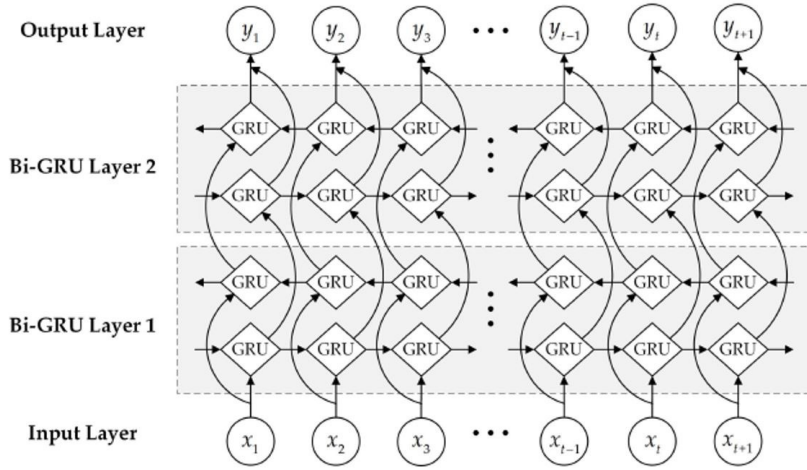 Output Layer y₁ y₂ y₃ ••• yₜ₋₁ yₜ yₜ₊₁
GRU GRU GRU GRU GRU GRU
Bi-GRU Layer 2
GRU GRU GRU GRU GRU GRU
GRU GRU GRU GRU GRU GRU
Bi-GRU Layer 1
GRU GRU GRU GRU GRU GRU
Input Layer x₁ x₂ x₃ ••• xₜ₋₁ xₜ xₜ₊₁